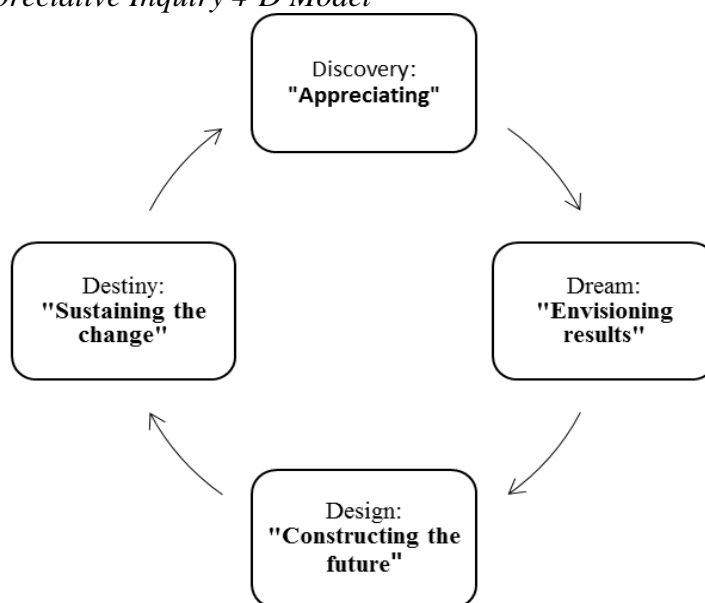 Inquiry 4-D Model
Discovery:
"Appreciating"
Dream:
"Envisioning
results"
Design:
"Constructing the
future"
Destiny:
"Sustaining the
change"